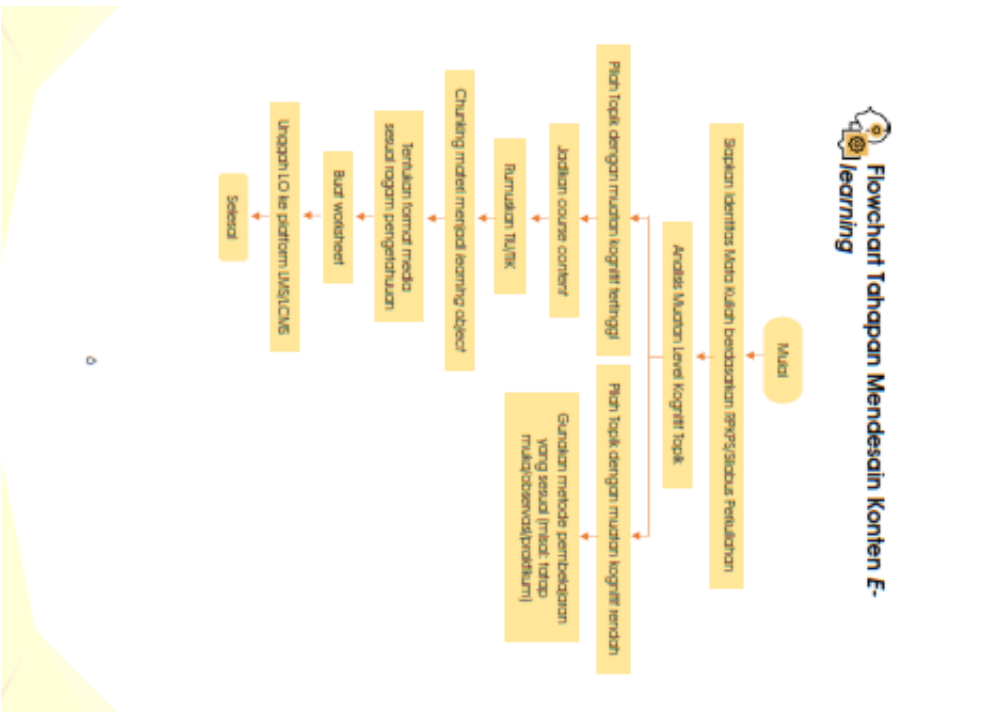 Flowchart Tahapan Mendesain Konten E-
learning
Mulai
Siapkan Identitas Mata Kuliah berdasarkan RPKPS/Silabus Perkuliahan
Analisis Muatan Level Kognitif Topik
Pilah Topik dengan muatan kognitif tertinggi
Pilah Topik dengan muatan kognitif rendah
Jadikan course content
Gunakan metode pembelajaran
yang sesuai (misal: tatap
muka/observasi/praktikum)
Rumuskan TIU/TIK
Chunking materi menjadi learning object
Tentukan format media
sesuai ragam pengetahuuan
Buat worksheet
Unggah LO ke platform LMS/LCMS
Selesai